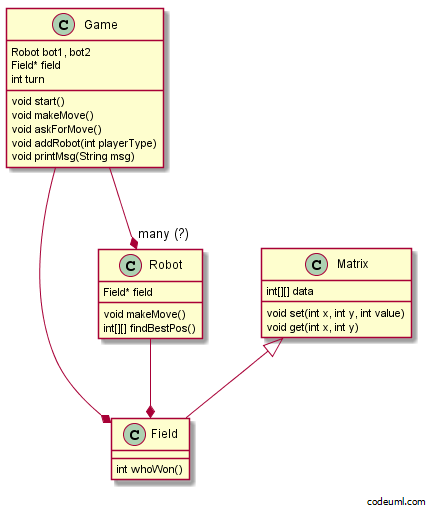 C Game
Robot bot1, bot2
Field* field
int turn
void start()
void makeMove()
void askForMove()
void addRobot(int playerType)
void printMsg(String msg)
many (?)
C Robot
Field* field
void makeMove()
int[][] findBestPos()
C Matrix
int[][] data
void set(int x, int y, int value)
void get(int x, int y)
C Field
int whoWon()
codeuml.com